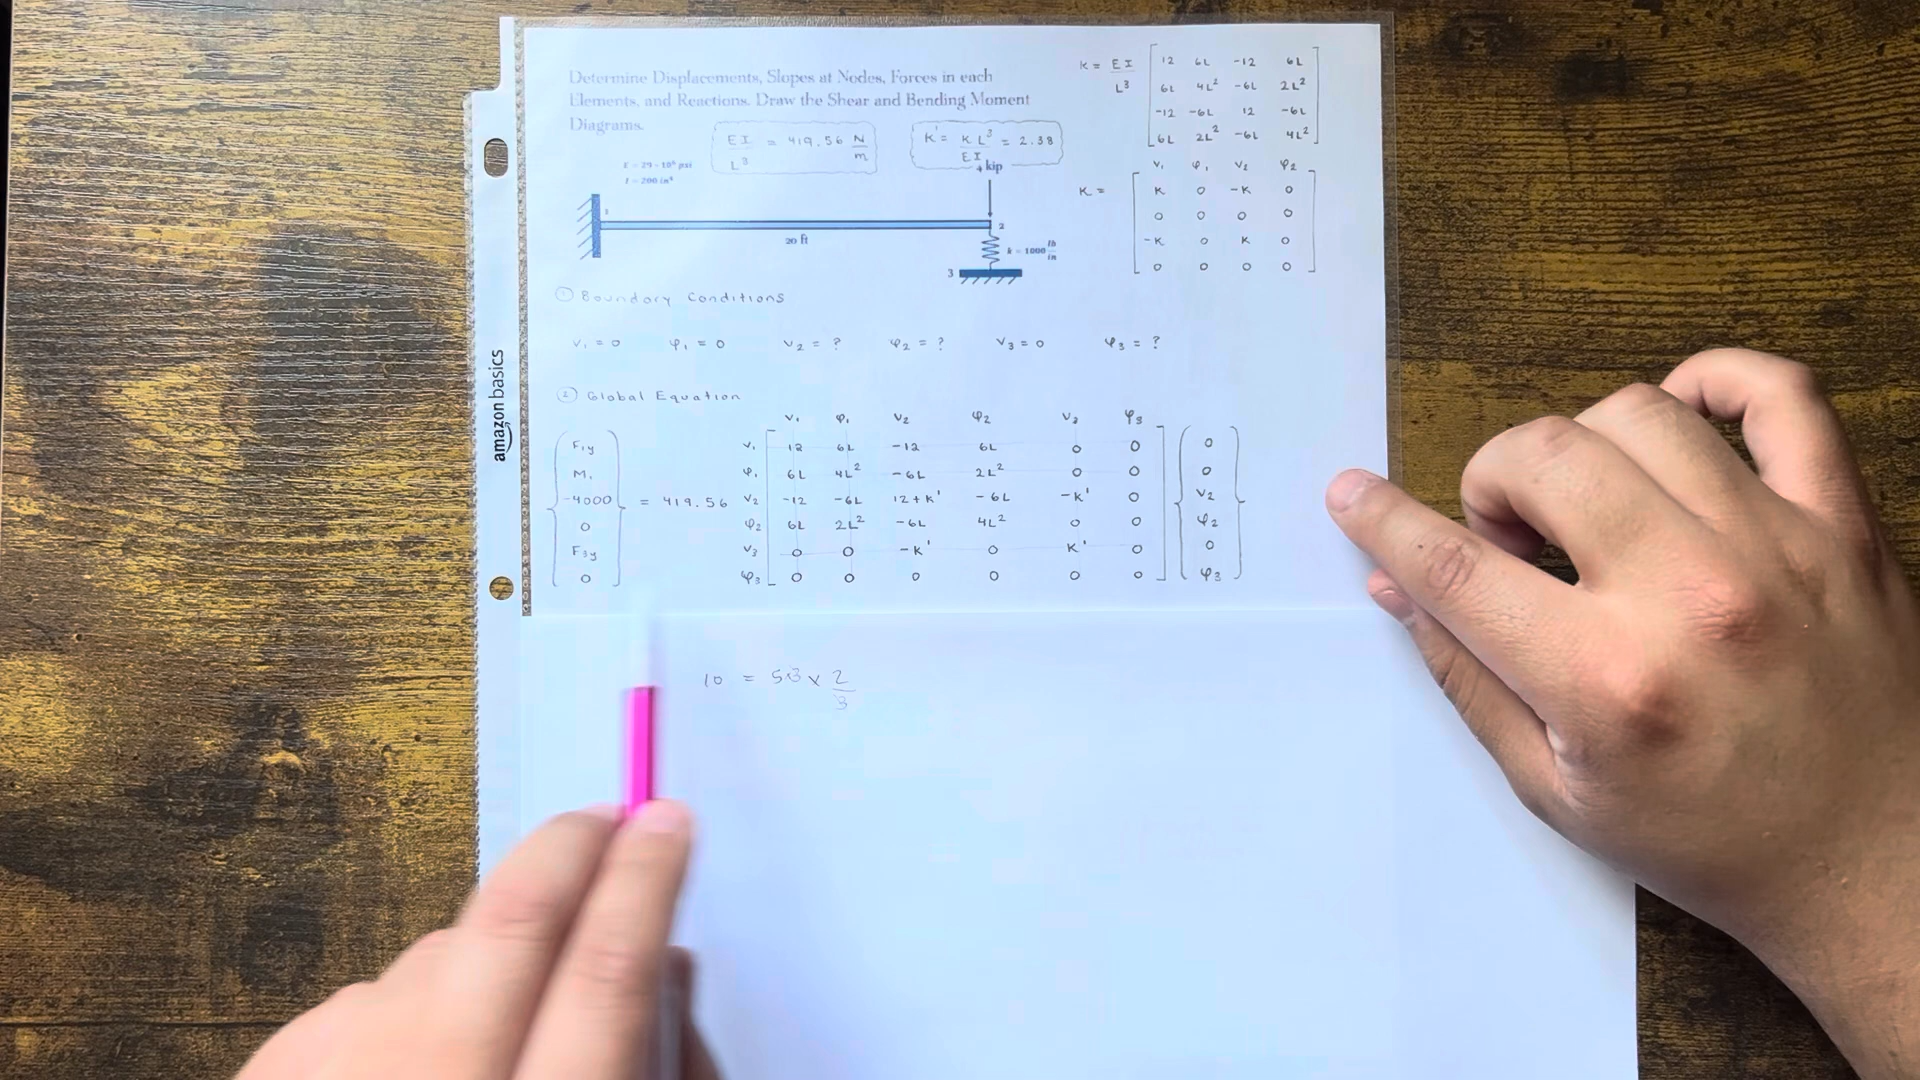 Determine Displacements, Slopes at Nodes, Forces in each
Elements, and Reactions. Draw the Shear and Bending Moment
Diagrams.
EI/L³ = 419.56 N/m
K' = KL³/EI = 2.38
E = 29 × 10⁶ psi
I = 200 in⁴
kip
1
2
20 ft
k = 1000 lb/in
3
K = EI/L³
12 6L -12 6L
6L 4L² -6L 2L²
-12 -6L 12 -6L
6L 2L² -6L 4L²
v₁ φ₁ v₂ φ₂
K =
K 0 -K 0
0 0 0 0
-K 0 K 0
0 0 0 0
① Boundary Conditions
v₁ = 0 φ₁ = 0 v₂ = ? φ₂ = ? v₃ = 0 φ₃ = ?
② Global Equation
v₁ φ₁ v₂ φ₂ v₃ φ₃
F₁y v₁ 12 6L -12 6L 0 0 0
M₁ φ₁ 6L 4L² -6L 2L² 0 0 0
-4000 = 419.56 v₂ -12 -6L 12+K' -6L -K' 0 v₂
0 φ₂ 6L 2L² -6L 4L² 0 0 φ₂
F₃y v₃ 0 0 -K' 0 K' 0 0
0 φ₃ 0 0 0 0 0 0 φ₃
10 = × 2/3
amazon basics